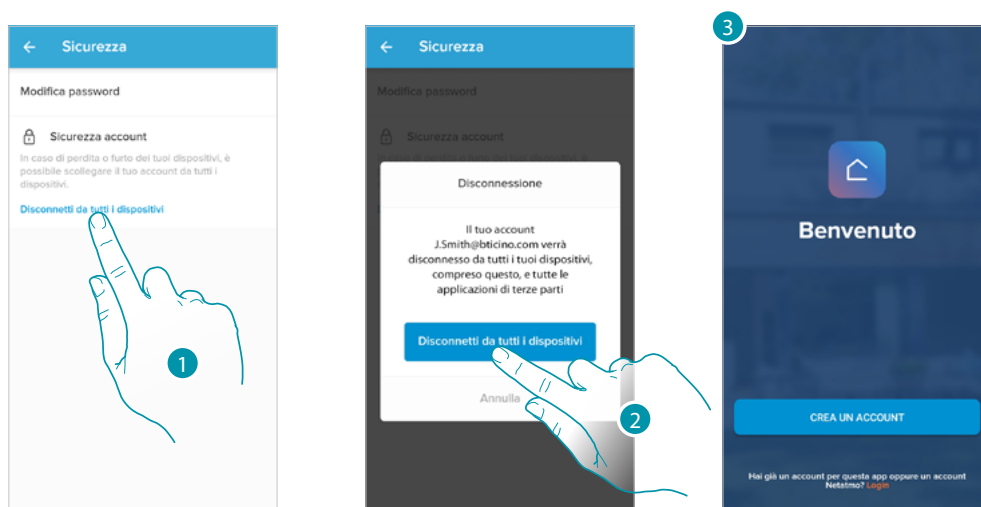 Sicurezza
Modifica password
Sicurezza account
In caso di perdita o furto dei tuoi dispositivi, è
possibile scollegare il tuo account da tutti i
dispositivi.
Disconnetti da tutti i dispositivi
1
Sicurezza
Modifica password
Sicurezza account
Disconnessione
Il tuo account
J.Smith@bticino.com verrà
disconnesso da tutti i tuoi dispositivi,
compreso questo, e tutte le
applicazioni di terze parti
Disconnetti da tutti i dispositivi
Annulla
2
3
Benvenuto
CREA UN ACCOUNT
Hai già un account per questa app oppure un account
Netatmo? Login